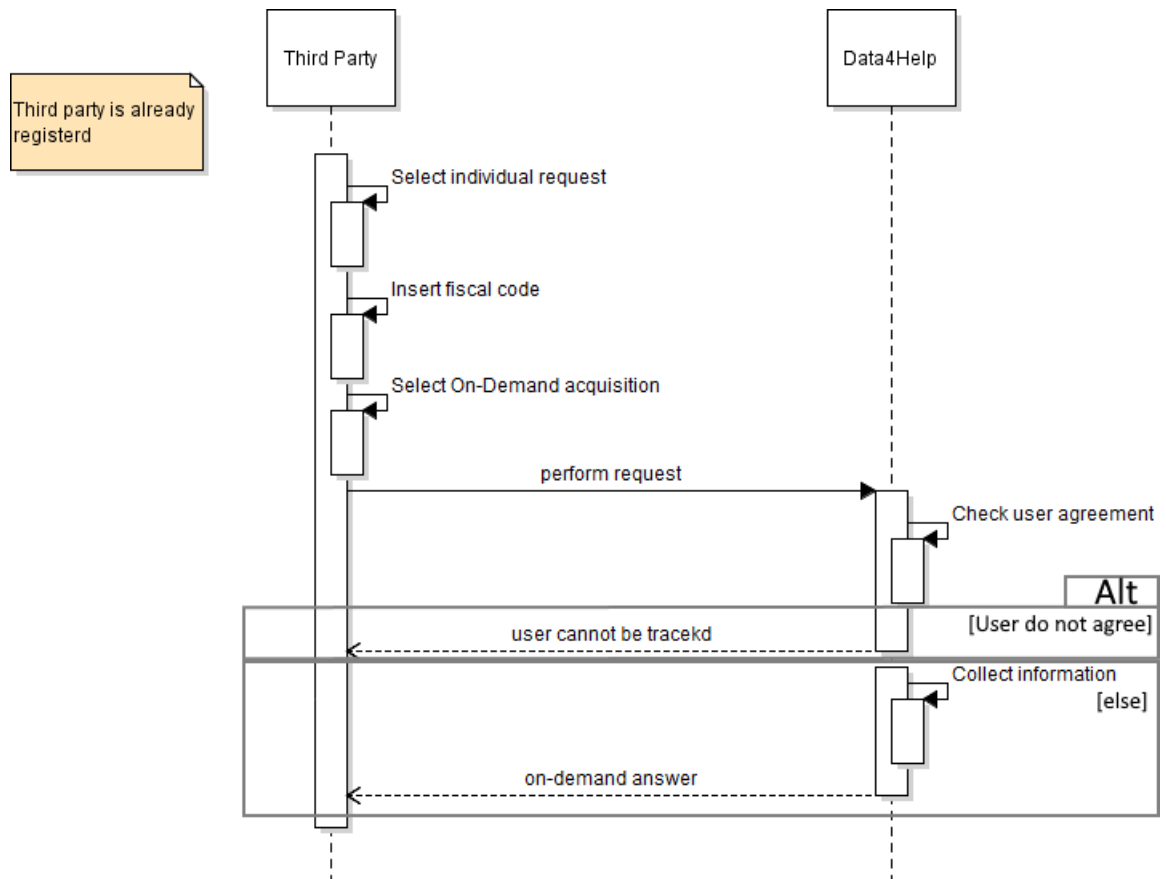 Third Party
Data4Help
Third party is already
registerd
Select individual request
Insert fiscal code
Select On-Demand acquisition
perform request
Check user agreement
Alt
[User do not agree]
user cannot be tracekd
Collect information
[else]
on-demand answer